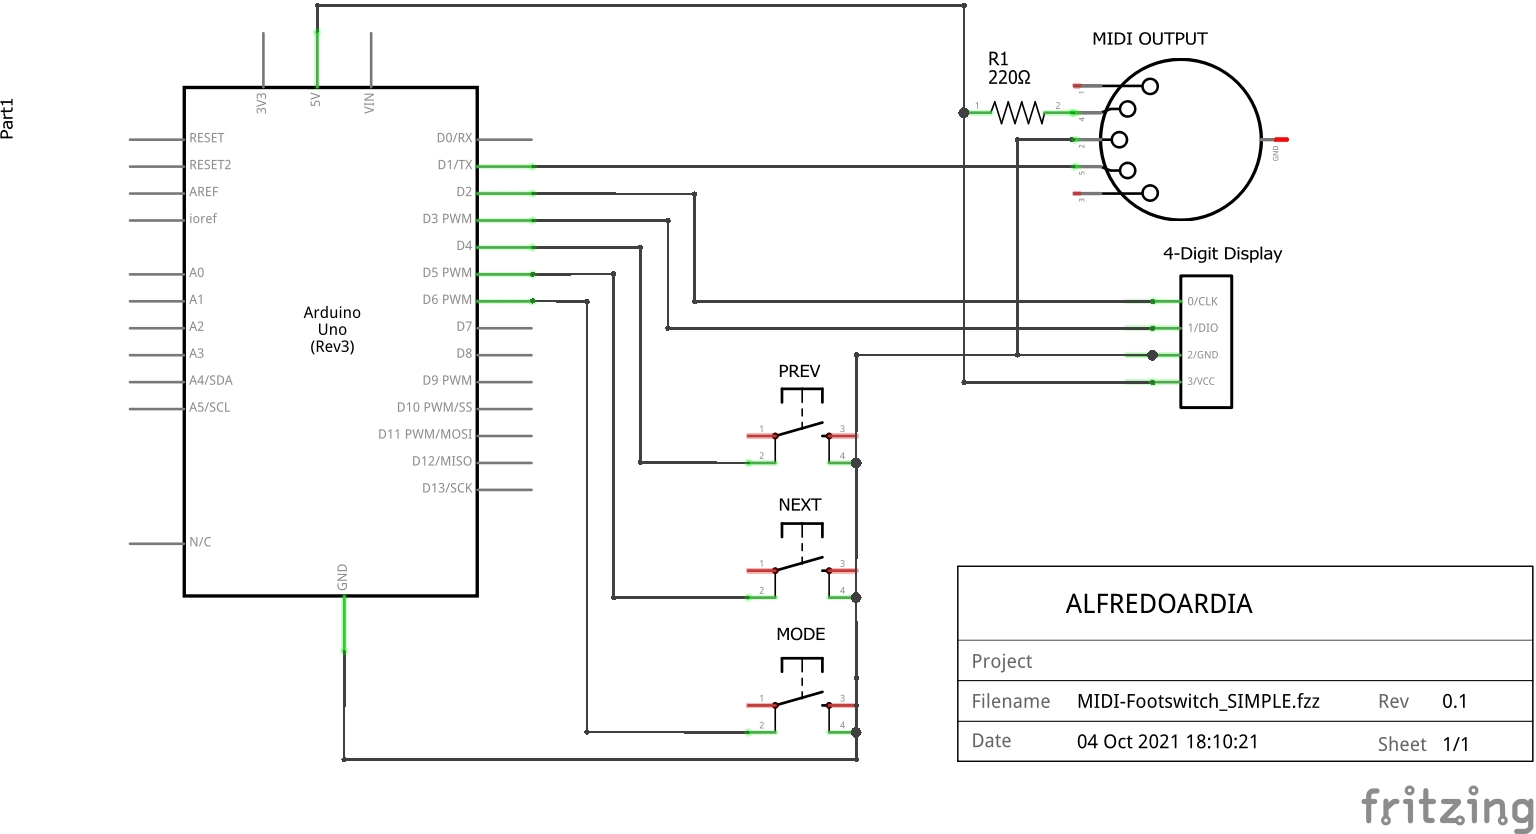 Part1
3V3
5V
VIN
RESET
RESET2
AREF
ioref
A0
A1
A2
A3
A4/SDA
A5/SCL
N/C
D0/RX
D1/TX
D2
D3 PWM
D4
D5 PWM
D6 PWM
D7
D8
D9 PWM
D10 PWM/SS
D11 PWM/MOSI
D12/MISO
D13/SCK
Arduino
Uno
(Rev3)
GND
R1
220Ω
1
2
MIDI OUTPUT
1
4
2
5
3
GND
4-Digit Display
0/CLK
1/DIO
2/GND
3/VCC
PREV
1
3
2
4
NEXT
1
3
2
4
MODE
1
3
2
4
ALFREDOARDIA
Project
Filename MIDI-Footswitch_SIMPLE.fzz Rev 0.1
Date 04 Oct 2021 18:10:21 Sheet 1/1
fritzing